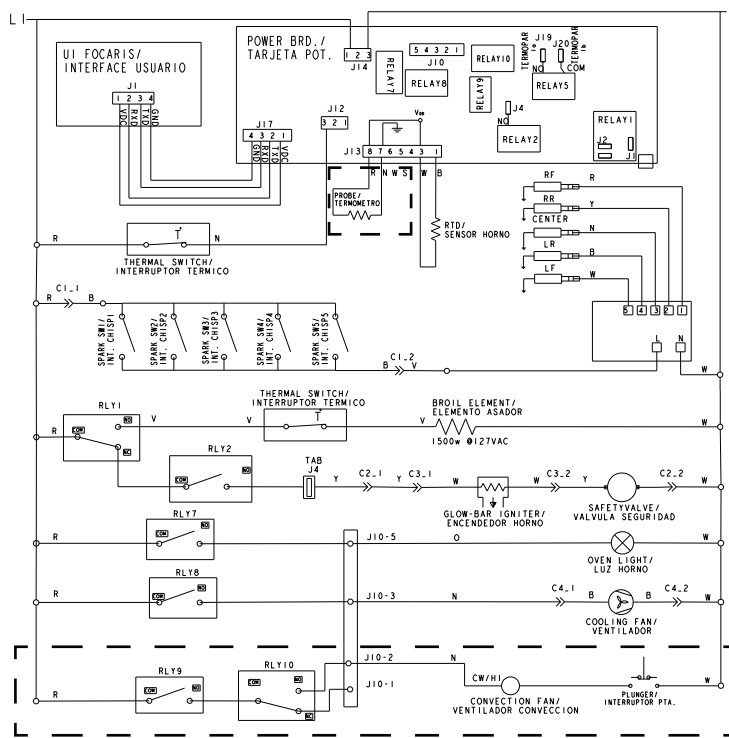 L1
UI FOCARIS/
INTERFACE USUARIO
J1
1 2 3 4
VDC
RXD
TXD
GND
POWER BRD./
TARJETA POT.
1 2 3
J14
RELAY7
5 4 3 2 1
J10
RELAY8
RELAY10
RELAY9
TERMOPAR
1a
J19
J20
TERMOPAR
1b
NO
COM
RELAY5
J4
NO
RELAY2
RELAY1
J2
J1
J17
4 3 2 1
GND
RXD
TXD
VDC
J12
3 2 1
J13
8 7 6 5 4 3 1
R N W S W B
PROBE/
TERMOMETRO
RTD/
SENSOR HORNO
RF R
RR Y
CENTER N
LR B
LF W
5 4 3 2 1
L N
W
R N
T
THERMAL SWITCH/
INTERRUPTOR TERMICO
C1_1
R B
SPARK SW1/
INT. CHISP1
SPARK SW2/
INT. CHISP2
SPARK SW3/
INT. CHISP3
SPARK SW4/
INT. CHISP4
SPARK SW5/
INT. CHISP5
C1_2
B V
RLY1
R COM NO NC
V
THERMAL SWITCH/
INTERRUPTOR TERMICO
T
V V
BROIL ELEMENT/
ELEMENTO ASADOR
1500w @127VAC
W
RLY2
COM NO
TAB
J4
Y C2_1 Y C3_1 W
GLOW-BAR IGNITER/
ENCENDEDOR HORNO
W C3_2 Y
SAFETYVALVE/
VALVULA SEGURIDAD
C2_2
W W
RLY7
R COM NO
J10-5 O
OVEN LIGHT/
LUZ HORNO
W
RLY8
R COM NO
J10-3 N
C4_1 B B C4_2
COOLING FAN/
VENTILADOR
W
RLY9
R COM NO
RLY10
COM NO NC
J10-2 N
J10-1
CW/HI
CONVECTION FAN/
VENTILADOR CONVECCION
PLUNGER/
INTERRUPTOR PTA.
W